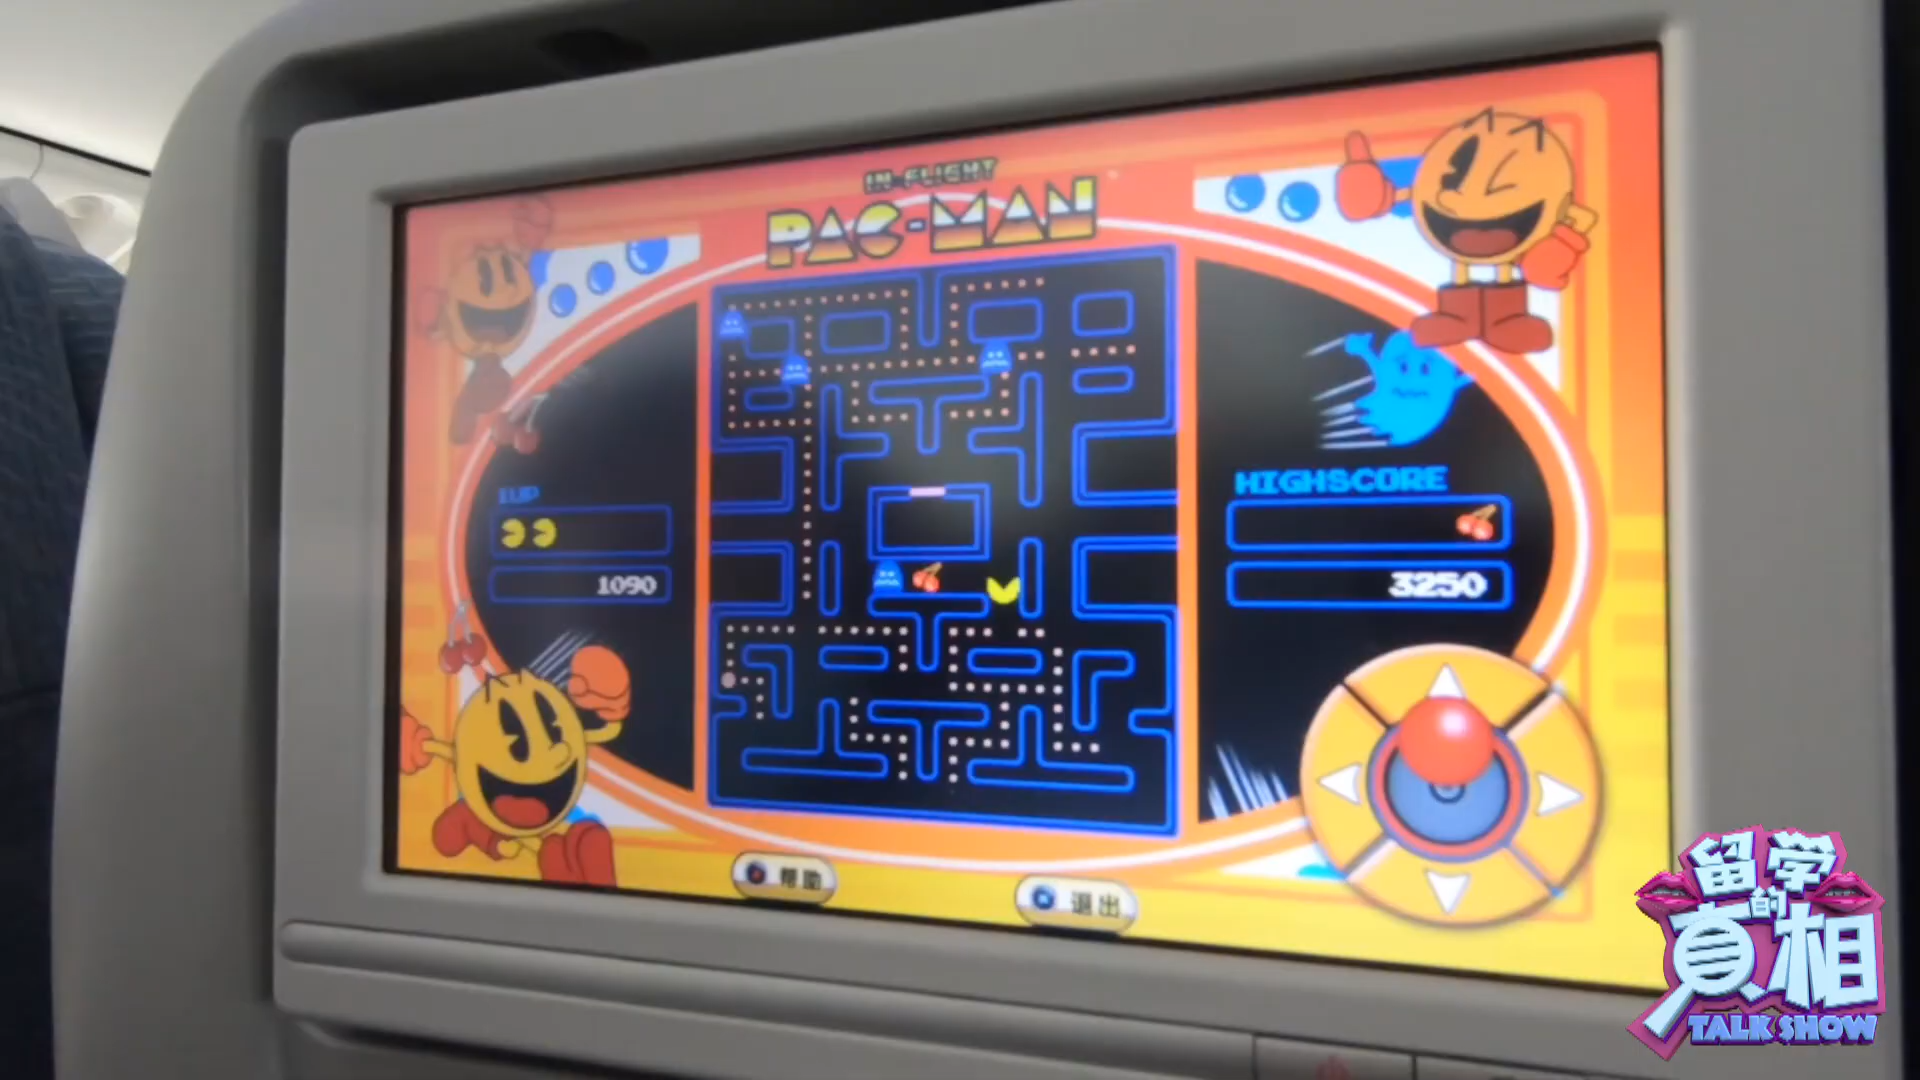 IN-FLIGHT
PAC-MAN
1UP
1090
HIGHSCORE
3250
帮助
退出
留学
的
真相
TALK SHOW